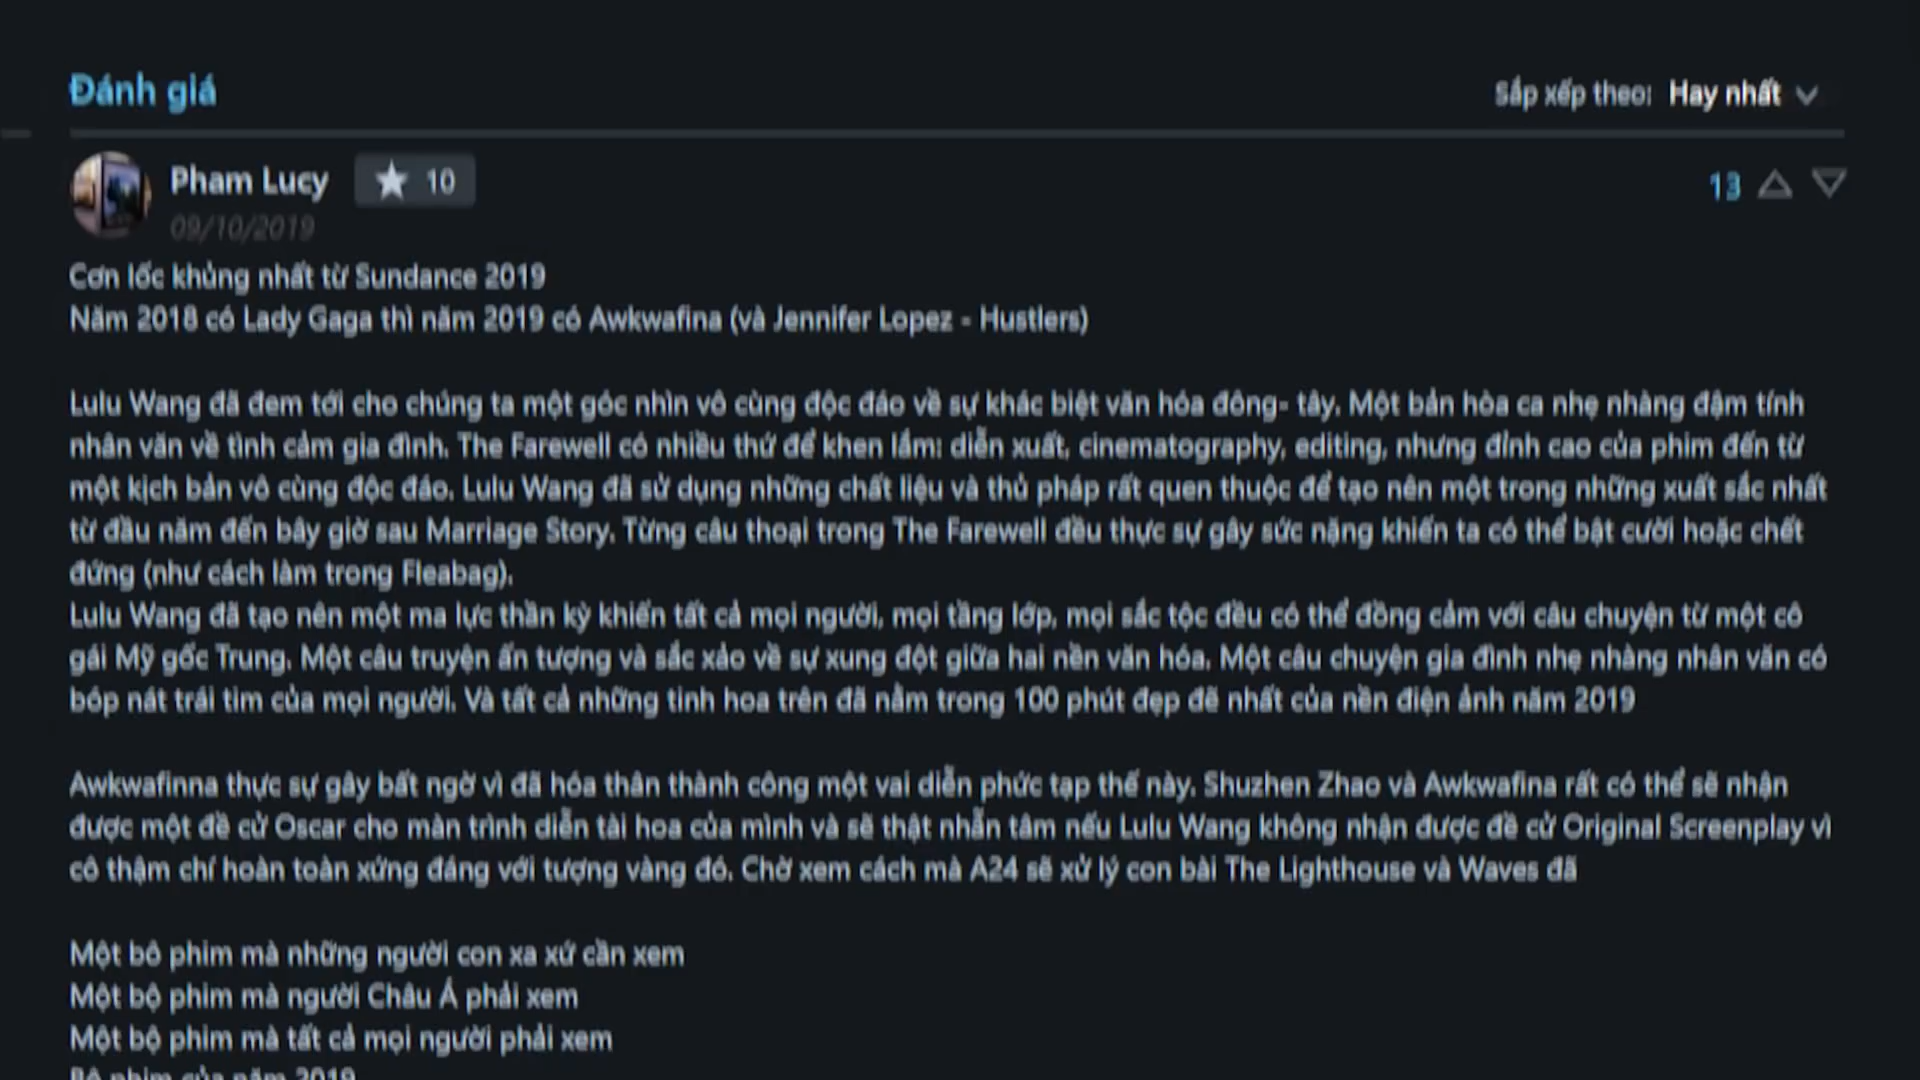 Đánh giá
Sắp xếp theo: Hay nhất
Pham Lucy ★ 10
13
09/10/2019
Cơn lốc khủng nhất từ Sundance 2019
Năm 2018 có Lady Gaga thì năm 2019 có Awkwafina (và Jennifer Lopez - Hustlers)
Lulu Wang đã đem tới cho chúng ta một góc nhìn vô cùng độc đáo về sự khác biệt văn hóa đông- tây. Một bản hòa ca nhẹ nhàng đậm tính
nhân văn về tình cảm gia đình. The Farewell có nhiều thứ để khen lắm: diễn xuất, cinematography, editing, nhưng đỉnh cao của phim đến từ
một kịch bản vô cùng độc đáo. Lulu Wang đã sử dụng những chất liệu và thủ pháp rất quen thuộc để tạo nên một trong những xuất sắc nhất
từ đầu năm đến bây giờ sau Marriage Story. Từng câu thoại trong The Farewell đều thực sự gây sức nặng khiến ta có thể bật cười hoặc chết
đứng (như cách làm trong Fleabag).
Lulu Wang đã tạo nên một ma lực thần kỳ khiến tất cả mọi người, mọi tầng lớp, mọi sắc tộc đều có thể đồng cảm với câu chuyện từ một cô
gái Mỹ gốc Trung. Một câu truyện ấn tượng và sắc xảo về sự xung đột giữa hai nền văn hóa. Một câu chuyện gia đình nhẹ nhàng nhân văn có
bóp nát trái tim của mọi người. Và tất cả những tinh hoa trên đã nằm trong 100 phút đẹp đẽ nhất của nền điện ảnh năm 2019
Awkwafinna thực sự gây bất ngờ vì đã hóa thân thành công một vai diễn phức tạp thế này. Shuzhen Zhao và Awkwafina rất có thể sẽ nhận
được một đề cử Oscar cho màn trình diễn tài hoa của mình và sẽ thật nhẫn tâm nếu Lulu Wang không nhận được đề cử Original Screenplay vì
cô thậm chí hoàn toàn xứng đáng với tượng vàng đó. Chờ xem cách mà A24 sẽ xử lý con bài The Lighthouse và Waves đã
Một bô phim mà những người con xa xứ cần xem
Một bộ phim mà người Châu Á phải xem
Một bộ phim mà tất cả mọi người phải xem
Bộ phim của năm 2019